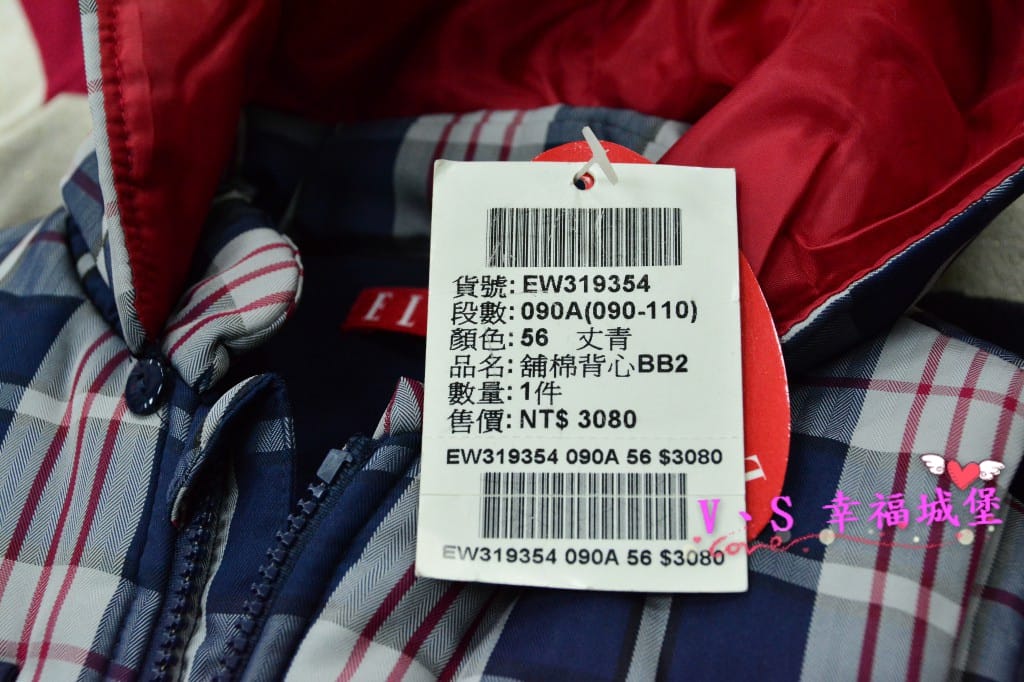 貨號: EW319354
段數: 090A(090-110)
顏色: 56 丈青
品名: 舖棉背心BB2
數量: 1件
售價: NT$ 3080
EW319354 090A 56 $3080
EW319354 090A 56 $3080
V、S 幸福城堡
Love